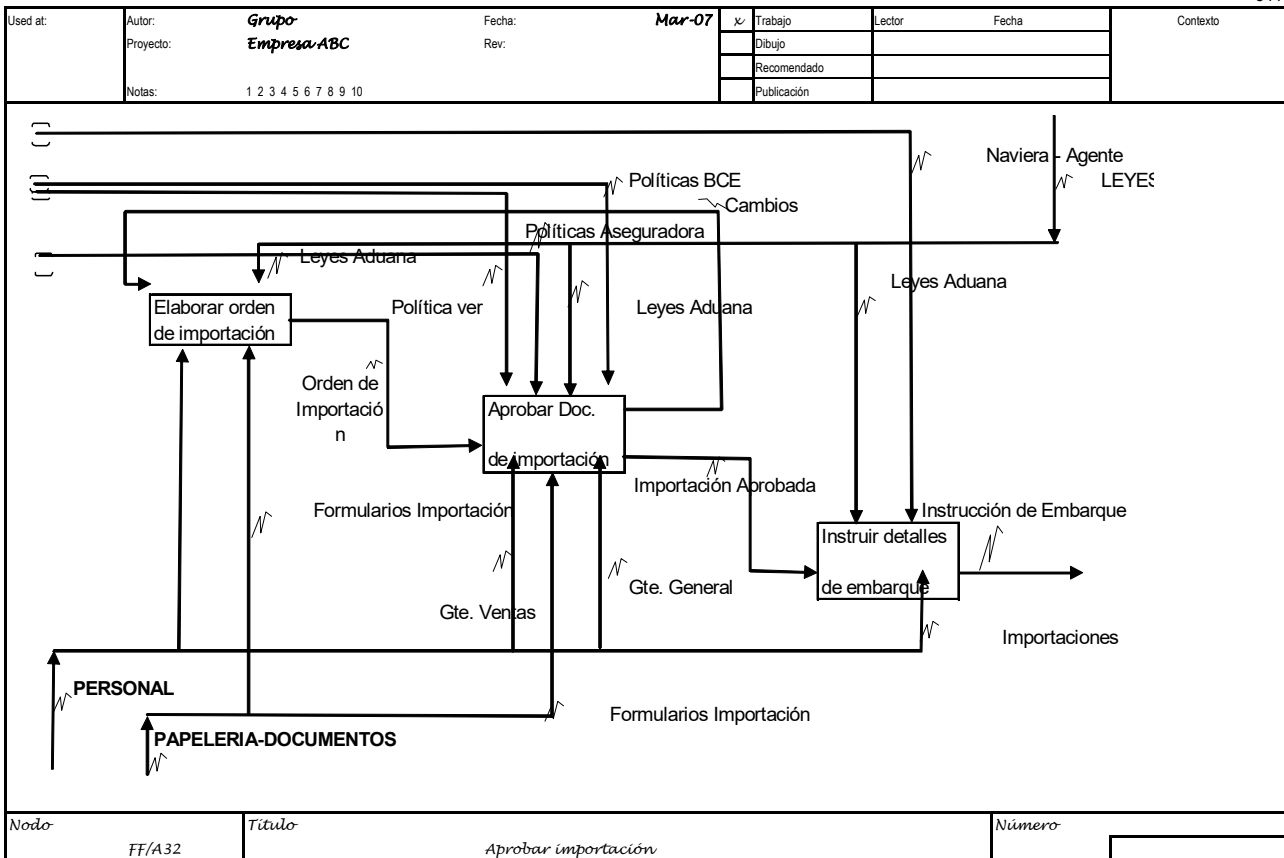 Used at:
Autor:
Grupo
Fecha:
Mar-07
x
Trabajo
Lector
Fecha
Contexto
Proyecto:
Empresa ABC
Rev:
Dibujo
Recomendado
Notas:
1 2 3 4 5 6 7 8 9 10
Publicación
Naviera - Agente
LEYES
Políticas BCE
Cambios
Políticas Aseguradora
Leyes Aduana
Leyes Aduana
Elaborar orden
de importación
Política ver
Leyes Aduana
Orden de
Importació
n
Aprobar Doc.
de importación
Importación Aprobada
Formularios Importación
Instrucción de Embarque
Instruir detalles
de embarque
Gte. General
Gte. Ventas
Importaciones
PERSONAL
Formularios Importación
PAPELERIA-DOCUMENTOS
Nodo
Título
Número
FF/A32
Aprobar importación